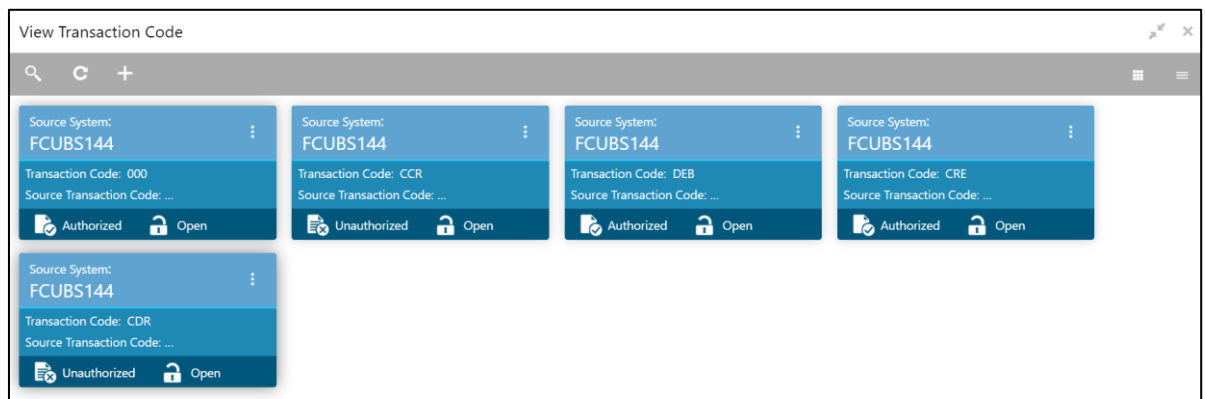 View Transaction Code
Source System:
FCUBS144
Transaction Code: 000
Source Transaction Code: ...
Authorized Open
Source System:
FCUBS144
Transaction Code: CCR
Source Transaction Code: ...
Unauthorized Open
Source System:
FCUBS144
Transaction Code: DEB
Source Transaction Code: ...
Authorized Open
Source System:
FCUBS144
Transaction Code: CRE
Source Transaction Code: ...
Authorized Open
Source System:
FCUBS144
Transaction Code: CDR
Source Transaction Code: ...
Unauthorized Open